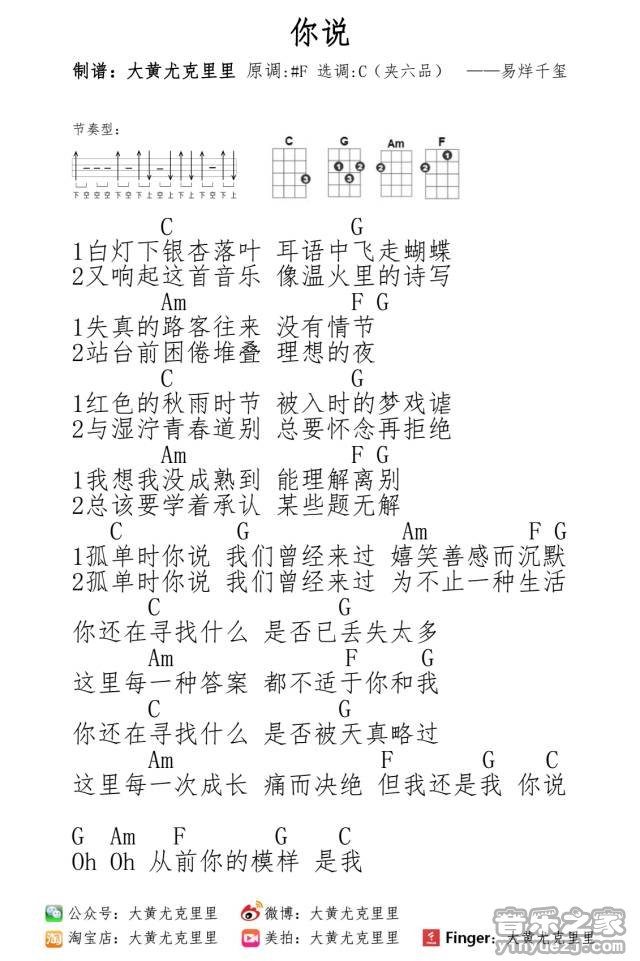 你说
制谱：大黄尤克里里 原调:#F 选调:C（夹六品） ——易烊千玺
节奏型：
C G Am F
3 1 2 3 2 2 1
下空空空下空下上空上下空下上
C G
1白灯下银杏落叶 耳语中飞走蝴蝶
2又响起这首音乐 像温火里的诗写
Am F G
1失真的路客往来 没有情节
2站台前困倦堆叠 理想的夜
C G
1红色的秋雨时节 被入时的梦戏谑
2与湿泞青春道别 总要怀念再拒绝
Am F G
1我想我没成熟到 能理解离别
2总该要学着承认 某些题无解
C G Am F G
1孤单时你说 我们曾经来过 嬉笑善感而沉默
2孤单时你说 我们曾经来过 为不止一种生活
C G
你还在寻找什么 是否已丢失太多
Am F G
这里每一种答案 都不适于你和我
C G
你还在寻找什么 是否被天真略过
Am F G C
这里每一次成长 痛而决绝 但我还是我 你说
G Am F G C
Oh Oh 从前你的模样 是我
公众号：大黄尤克里里 微博：大黄尤克里里
淘宝店：大黄尤克里里 美拍：大黄尤克里里 Finger：大黄尤克里里
音乐之家
yinyuezj.com